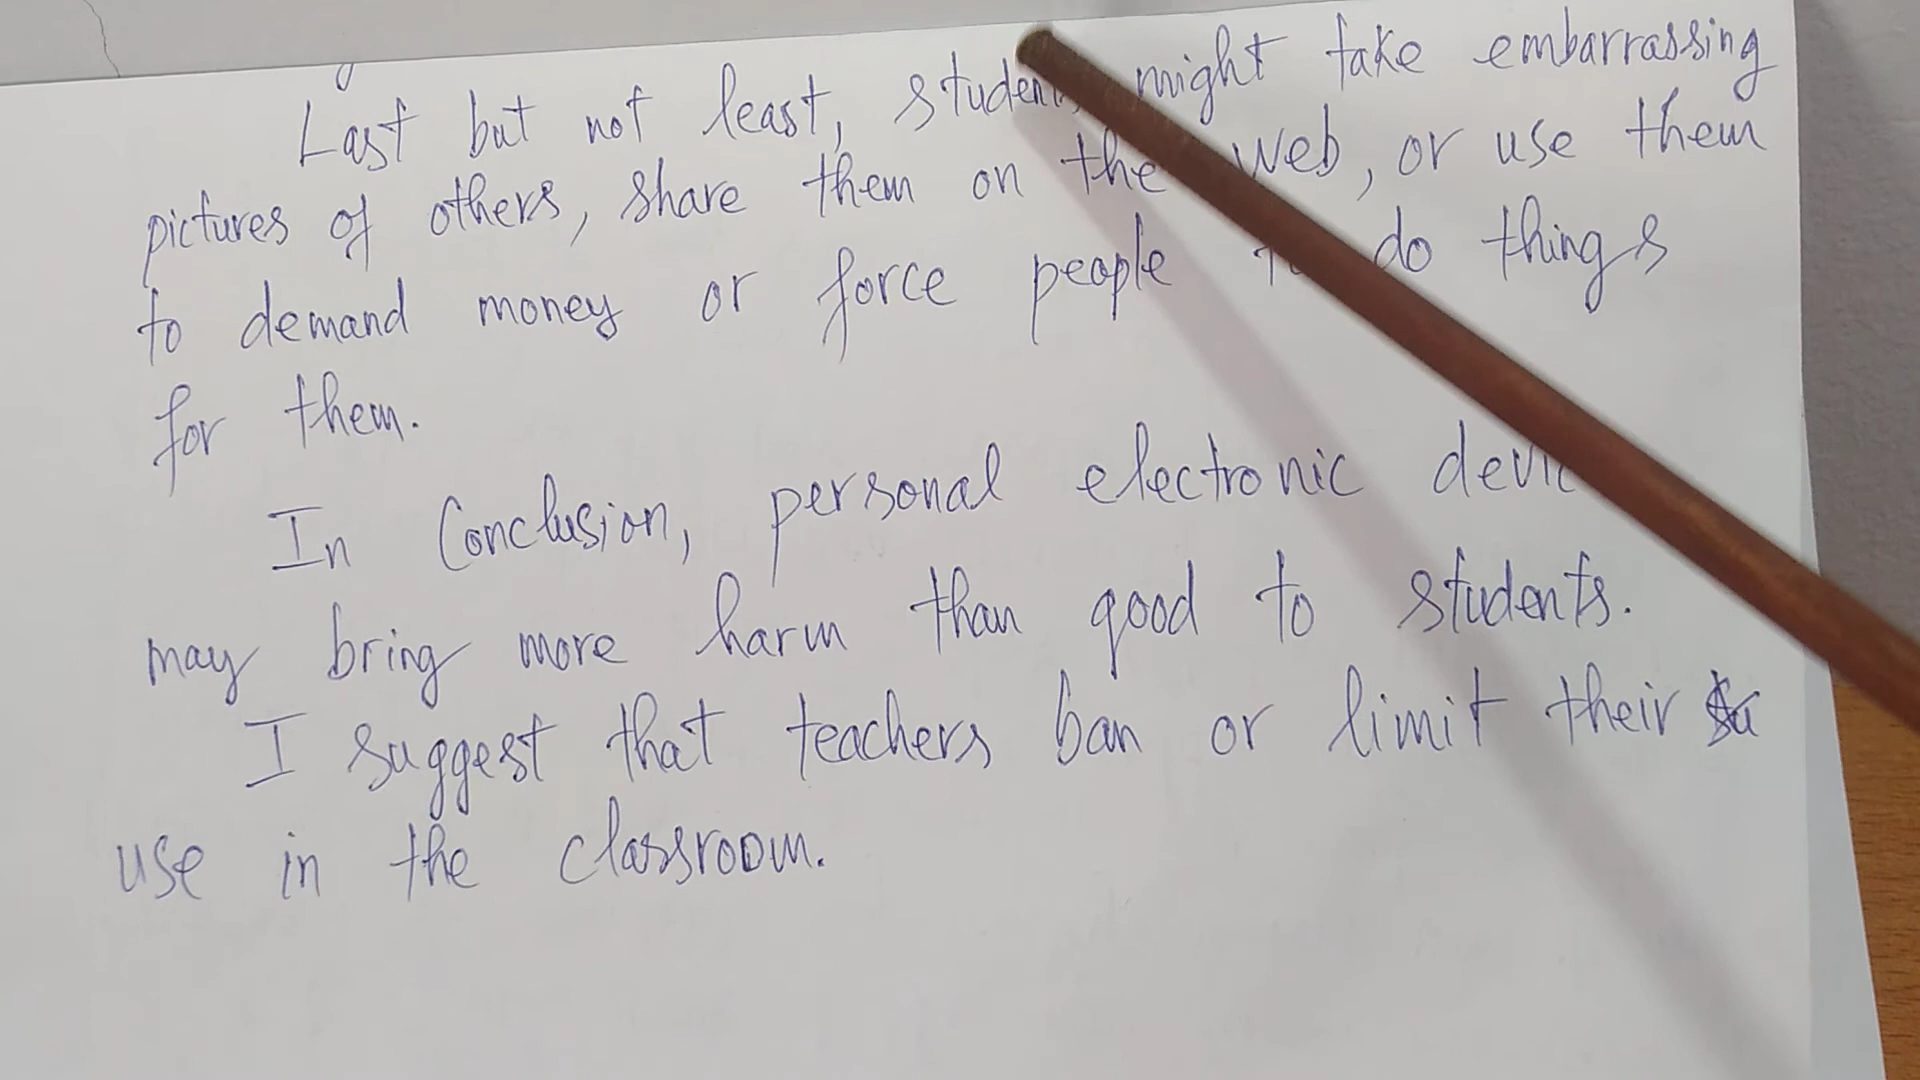 Last but not least, students might take embarrassing
pictures of others, share them on the web, or use them
to demand money or force people to do things
for them.
In Conclusion, personal electronic
may bring more harm than good to students.
I suggest that teachers ban or limit their
use in the classroom.